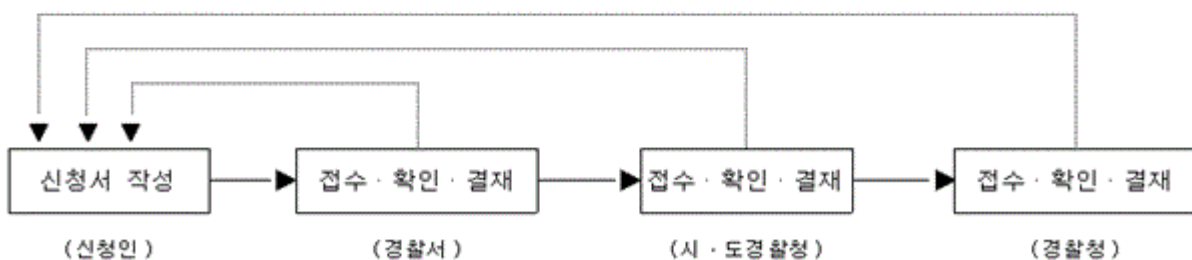 신청서 작성
접수 · 확인 · 결재
접수 · 확인 · 결재
접수 · 확인 · 결재
(신청인)
(경찰서)
(시 · 도경찰청)
(경찰청)